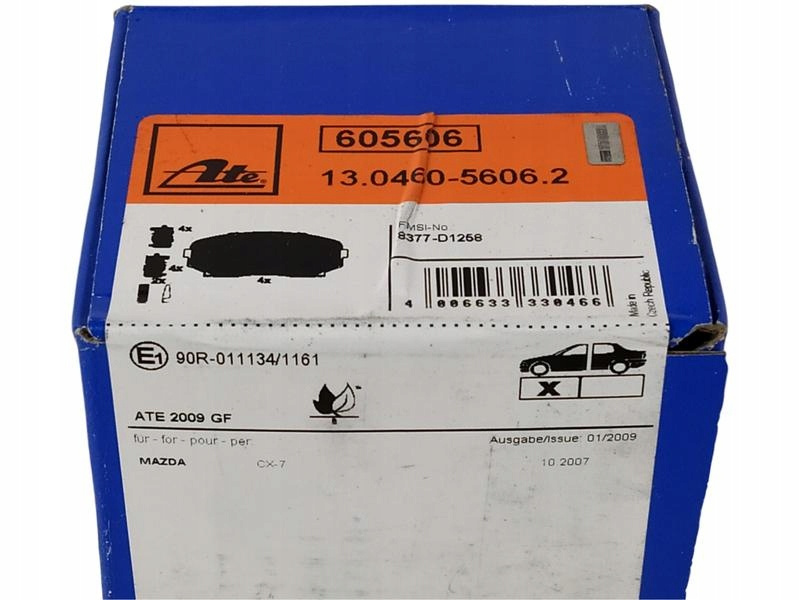 Ate
605606
13.0460-5606.2
4x
4x
2x
4x
FMSI-No
8377-D1258
4 006633 330466
Made in
Czech Republic
E1 90R-011134/1161
X
ATE 2009 GF
für - for - pour - per:
Ausgabe/Issue: 01/2009
MAZDA CX-7 10.2007